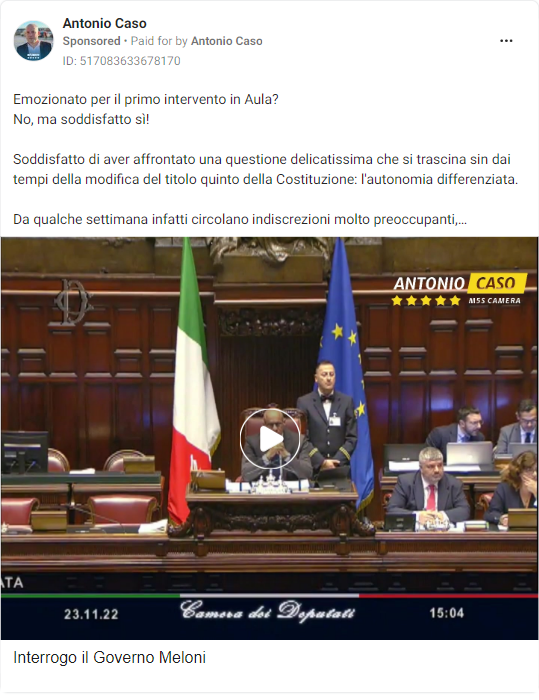 Antonio Caso
Sponsored • Paid for by Antonio Caso
ID: 517083633678170
Emozionato per il primo intervento in Aula?
No, ma soddisfatto sì!
Soddisfatto di aver affrontato una questione delicatissima che si trascina sin dai
tempi della modifica del titolo quinto della Costituzione: l'autonomia differenziata.
Da qualche settimana infatti circolano indiscrezioni molto preoccupanti,...
ANTONIO CASO
M5S CAMERA
ATA
23.11.22 Camera dei Deputati 15:04
Interrogo il Governo Meloni